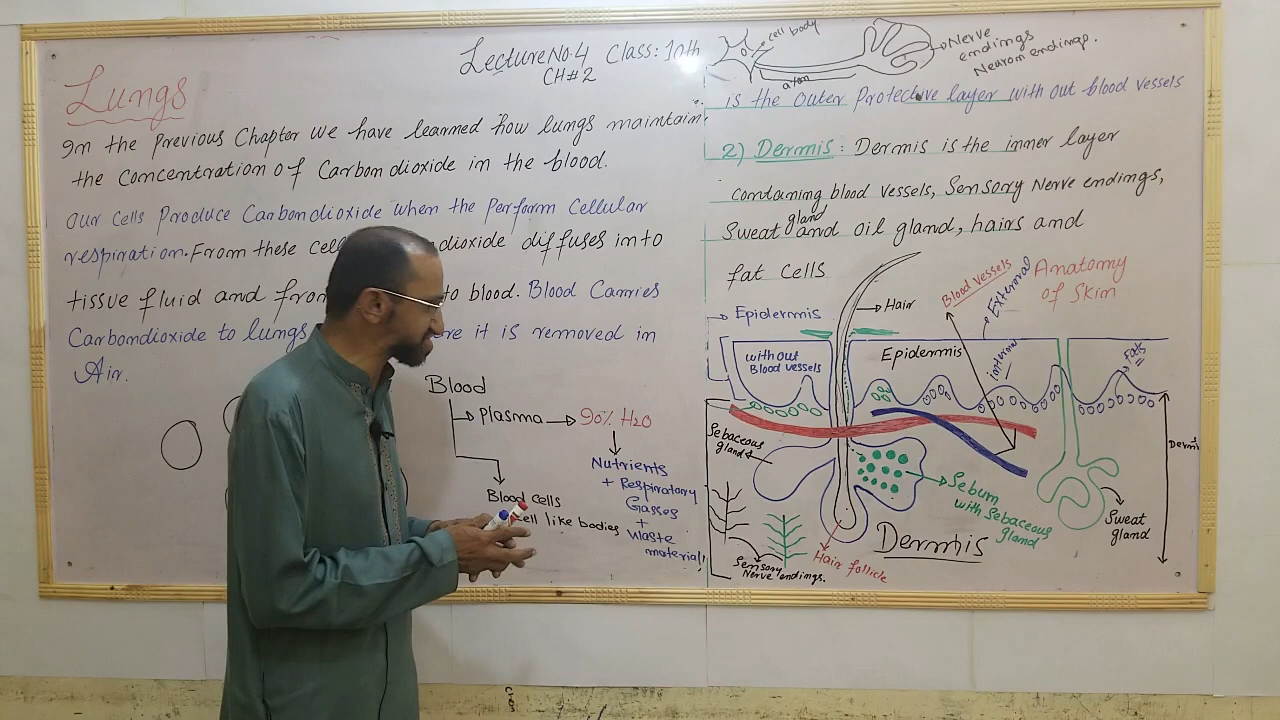 Lecture No.4 Class: 10th
CH#2
Lungs
In the Previous Chapter we have learned how lungs maintain
the concentration of Carbon dioxide in the blood.
Our Cells Produce Carbondioxide when the Perform Cellular
respiration. From these cel dioxide diffuses into
tissue fluid and from to blood. Blood Carries
Carbondioxide to lungs ere it is removed in
Air.
Blood
Plasma → 90% H2O
Nutrients
+ Respiratory
Gasses
+
Waste
material
Blood cells
cell like bodies
cell body
axon
Nerve
endings
Neuron endings.
is the outer Protective layer with out blood vessels
2) Dermis: Dermis is the inner layer
containing blood vessels, Sensory Nerve endings,
gland
Sweat and oil gland, hairs and
fat Cells
Anatomy
of Skin
Blood vessels
External
internal
Hair
Epidermis
with out
Blood vessels
Epidermis
Fats
Sebaceous
gland
Sebum
with Sebaceous
gland
Sweat
gland
Dermis
Hair follicle
Sensory
Nerve endings.
Dermi